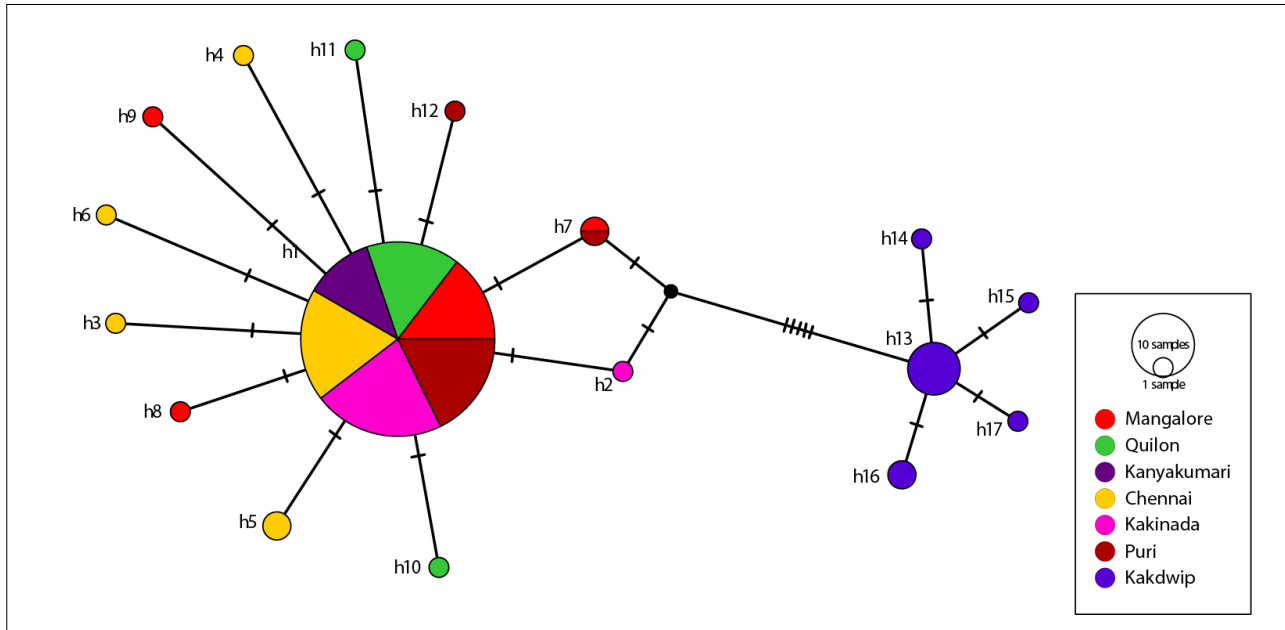 h4
h11
h12
h9
h6
h1
h7
h14
h15
h3
h13
h2
h8
h17
h16
h5
h10
10 samples
1 sample
Mangalore
Quilon
Kanyakumari
Chennai
Kakinada
Puri
Kakdwip